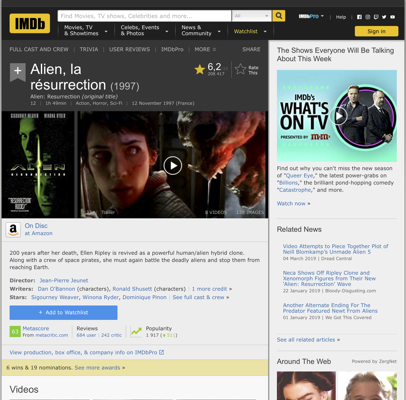 IMDb
Find Movies, TV shows, Celebrities and more...
All
IMDbPro
Help
Movies, TV
& Showtimes
Celebs, Events
& Photos
News &
Community
Watchlist
Sign in
FULL CAST AND CREW | TRIVIA | USER REVIEWS | IMDbPro | MORE
SHARE
Alien, la
résurrection (1997)
6,2
Rate
This
Alien: Resurrection (original title)
12 | 1h 49min | Action, Horror, Sci-Fi | 12 November 1997 (France)
SIGOURNEY WEAVER
WINONA RYDER
ALIEN
RESURRECTION
On Disc
at Amazon
200 years after her death, Ellen Ripley is revived as a powerful human/alien hybrid clone.
Along with a crew of space pirates, she must again battle the deadly aliens and stop them from
reaching Earth.
Director: Jean-Pierre Jeunet
Writers: Dan O'Bannon (characters), Ronald Shusett (characters) | 1 more credit »
Stars: Sigourney Weaver, Winona Ryder, Dominique Pinon | See full cast & crew »
+ Add to Watchlist
63
Metascore
From metacritic.com
Reviews
684 user | 242 critic
Popularity
View production, box office, & company info on IMDbPro
6 wins & 19 nominations. See more awards »
Videos
The Shows Everyone Will Be Talking
About This Week
IMDb's
WHAT'S
ON TV
PRESENTED BY
Find out why you can't miss the new season
of "Queer Eye," the latest power-grabs on
"Billions," the brilliant pond-hopping comedy
"Catastrophe," and more.
Watch now »
Related News
Video Attempts to Piece Together Plot of
Neill Blomkamp's Unmade Alien 5
04 March 2019 | Dread Central
Neca Shows Off Ripley Clone and
Xenomorph Figures from Their New
'Alien: Resurrection' Wave
22 January 2019 | Bloody-Disgusting.com
Another Alternate Ending For The
Predator Featured Newt From Aliens
01 January 2019 | We Got This Covered
See all related articles »
Around The Web
Powered by ZergNet